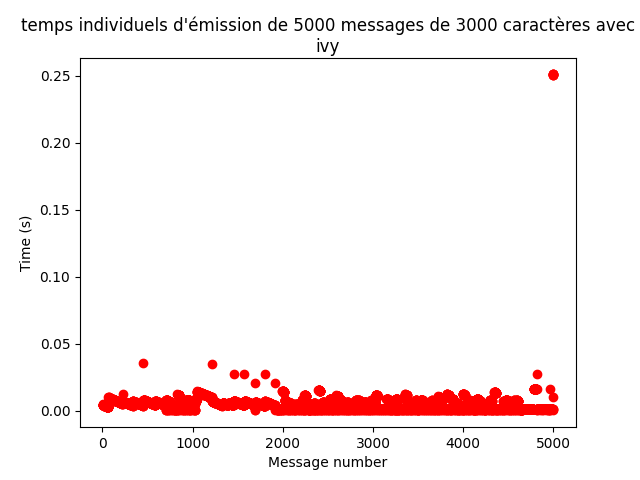 temps individuels d'émission de 5000 messages de 3000 caractères avec
ivy
0.25
0.20
0.15
0.10
0.05
0.00
Time (s)
0 1000 2000 3000 4000 5000
Message number